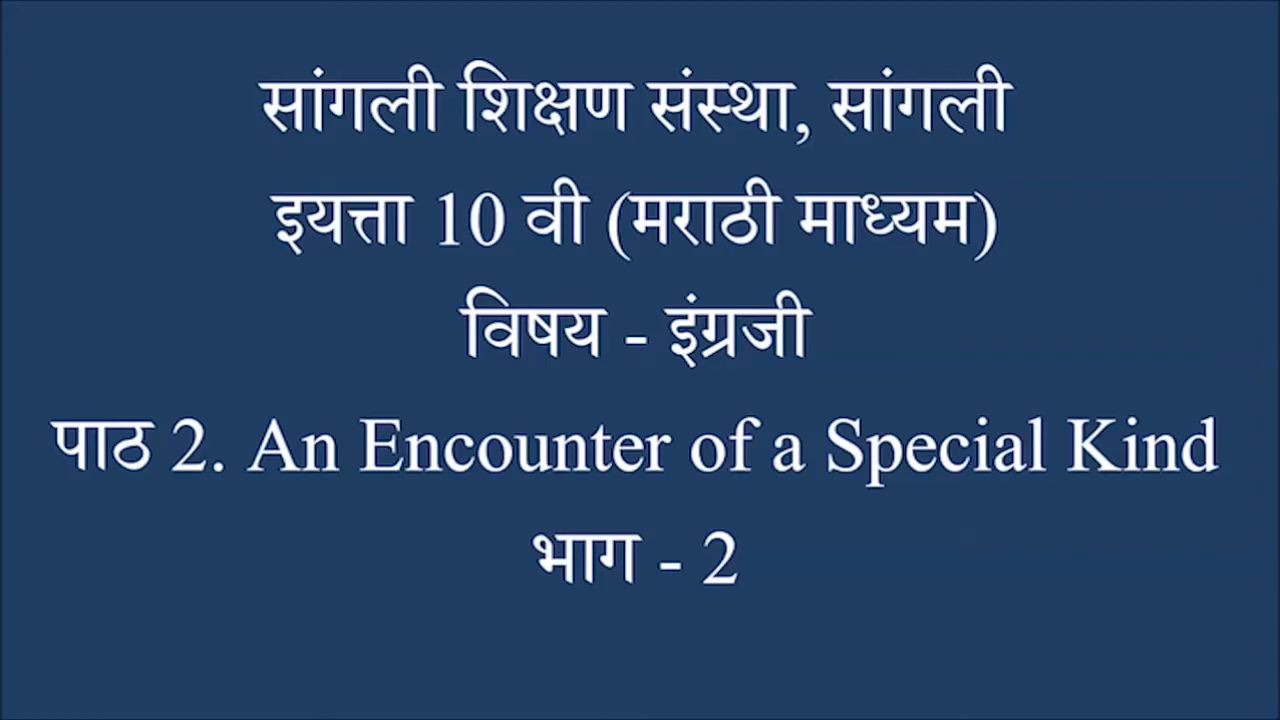 सांगली शिक्षण संस्था, सांगली
इयत्ता 10 वी (मराठी माध्यम)
विषय - इंग्रजी
पाठ 2. An Encounter of a Special Kind
भाग - 2